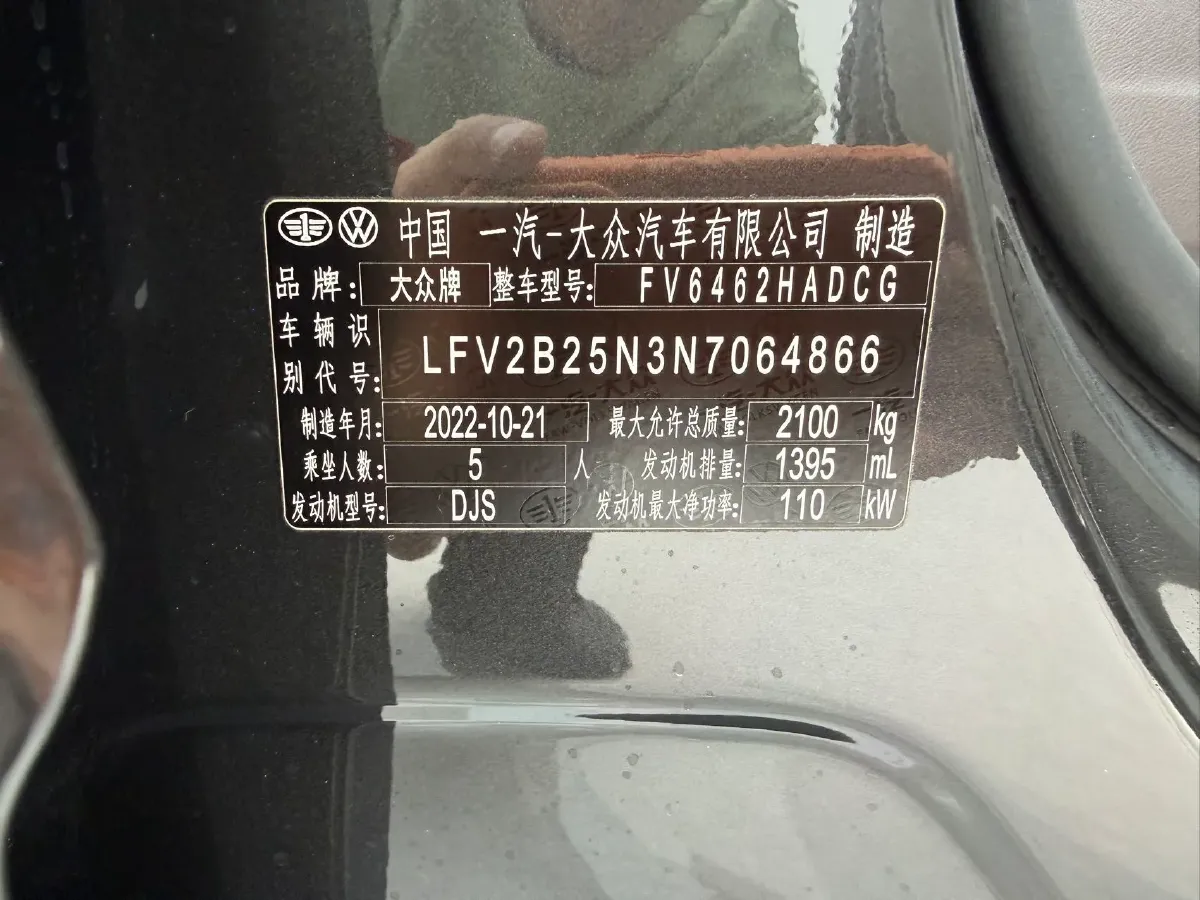 中国 一汽-大众汽车有限公司 制造
品牌: 大众牌 整车型号: FV6462HADCG
车辆识别代号: LFV2B25N3N7064866
制造年月: 2022-10-21 最大允许总质量: 2100 kg
乘坐人数: 5 人 发动机排量: 1395 mL
发动机型号: DJS 发动机最大净功率: 110 kW